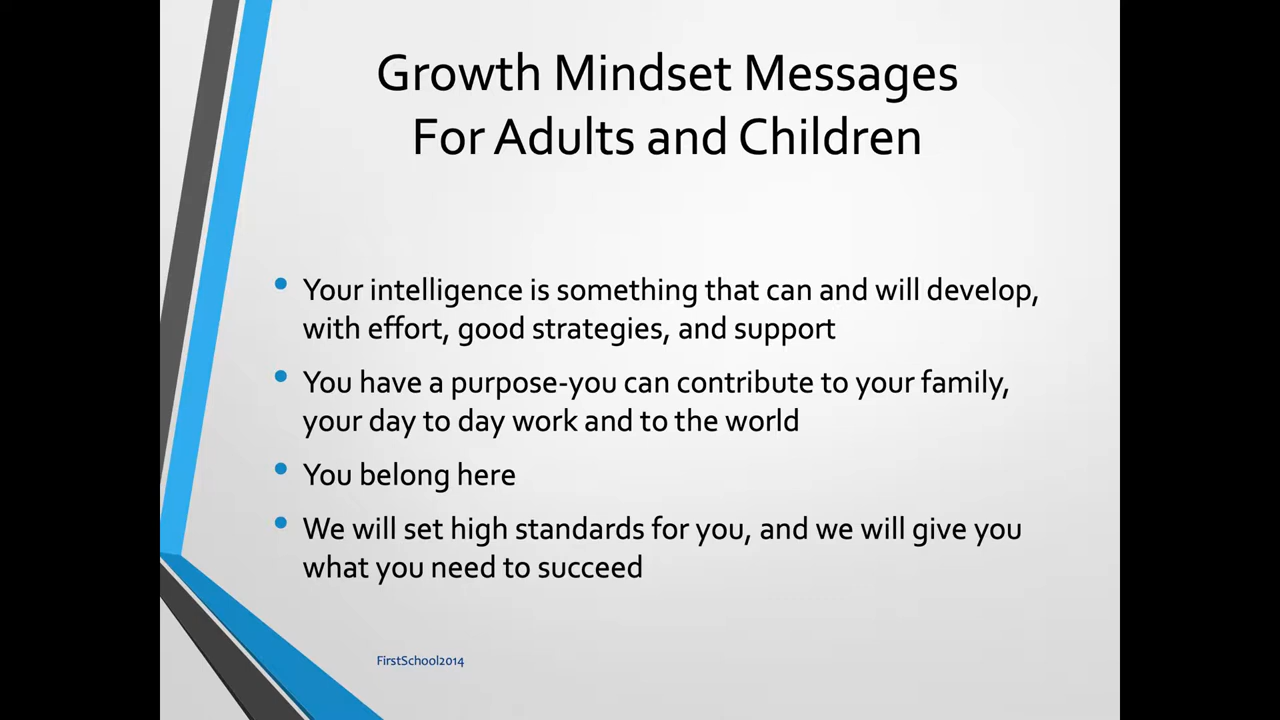 Growth Mindset Messages
For Adults and Children
Your intelligence is something that can and will develop,
with effort, good strategies, and support
You have a purpose-you can contribute to your family,
your day to day work and to the world
You belong here
We will set high standards for you, and we will give you
what you need to succeed
FirstSchool2014